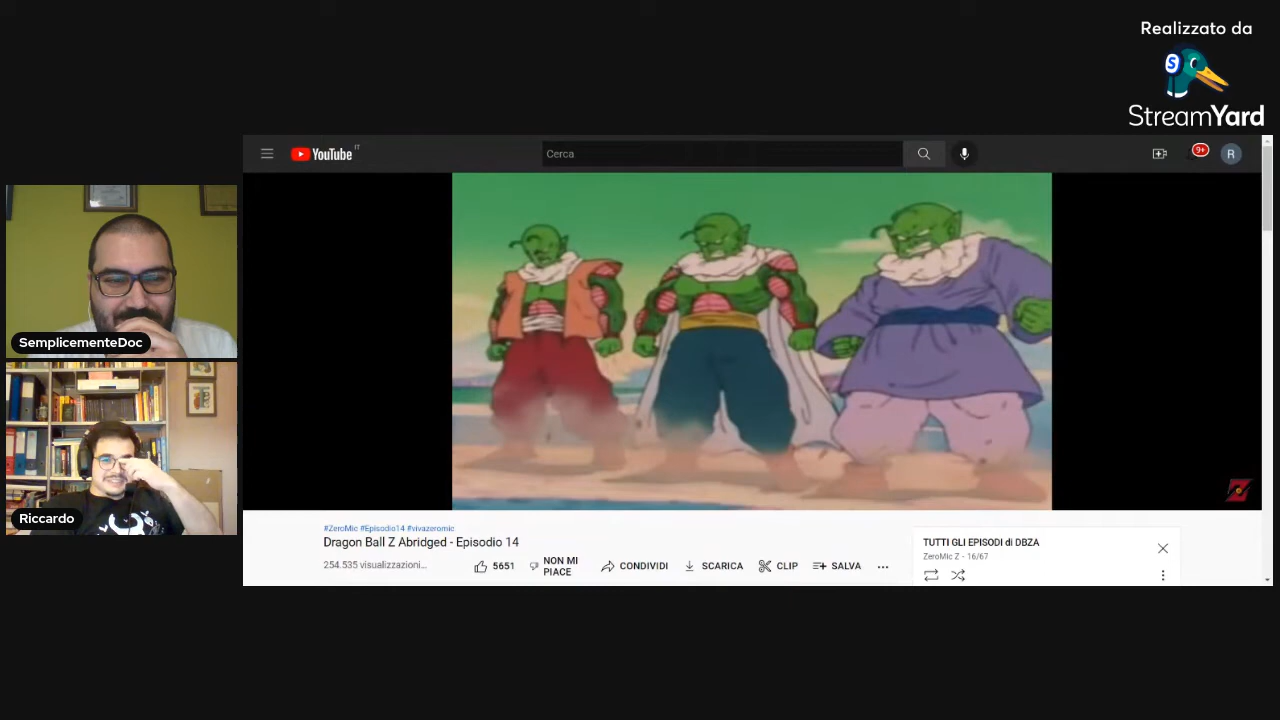 Realizzato da
S
StreamYard
YouTube IT
Cerca
9+
R
SemplicementeDoc
Riccardo
Z
#ZeroMic #Episodio14 #vivazeromic
Dragon Ball Z Abridged - Episodio 14
254.535 visualizzazioni...
5651
NON MI
PIACE
CONDIVIDI
SCARICA
CLIP
SALVA
TUTTI GLI EPISODI di DBZA
ZeroMic Z - 16/67